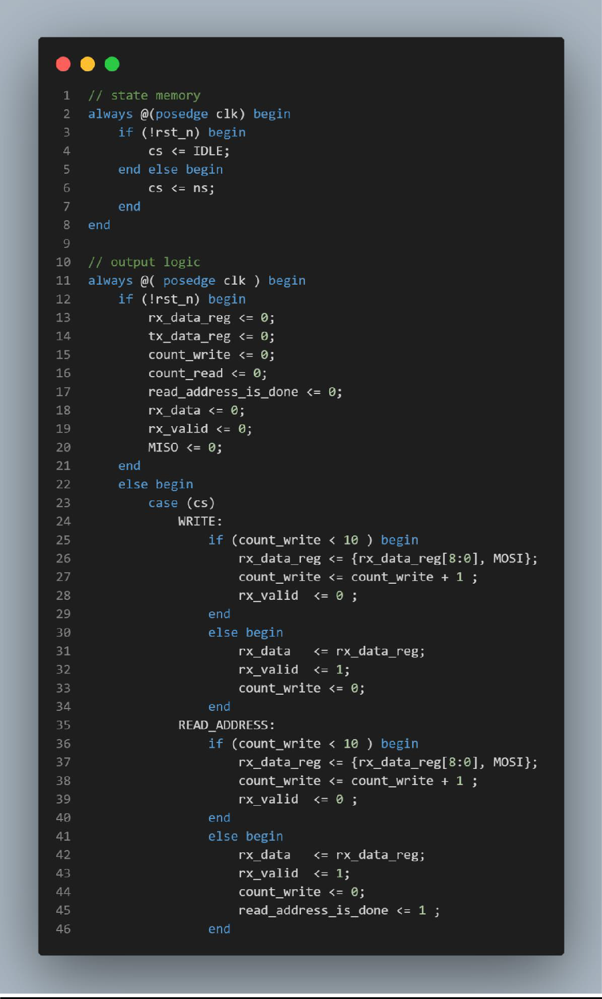 1 // state memory
2 always @(posedge clk) begin
3     if (!rst_n) begin
4         cs <= IDLE;
5     end else begin
6         cs <= ns;
7     end
8 end
9
10 // output logic
11 always @( posedge clk ) begin
12     if (!rst_n) begin
13         rx_data_reg <= 0;
14         tx_data_reg <= 0;
15         count_write <= 0;
16         count_read <= 0;
17         read_address_is_done <= 0;
18         rx_data <= 0;
19         rx_valid <= 0;
20         MISO <= 0;
21     end
22     else begin
23         case (cs)
24             WRITE:
25                 if (count_write < 10 ) begin
26                     rx_data_reg <= {rx_data_reg[8:0], MOSI};
27                     count_write <= count_write + 1 ;
28                     rx_valid  <= 0 ;
29                 end
30                 else begin
31                     rx_data   <= rx_data_reg;
32                     rx_valid  <= 1;
33                     count_write <= 0;
34                 end
35             READ_ADDRESS:
36                 if (count_write < 10 ) begin
37                     rx_data_reg <= {rx_data_reg[8:0], MOSI};
38                     count_write <= count_write + 1 ;
39                     rx_valid  <= 0 ;
40                 end
41                 else begin
42                     rx_data   <= rx_data_reg;
43                     rx_valid  <= 1;
44                     count_write <= 0;
45                     read_address_is_done <= 1 ;
46                 end